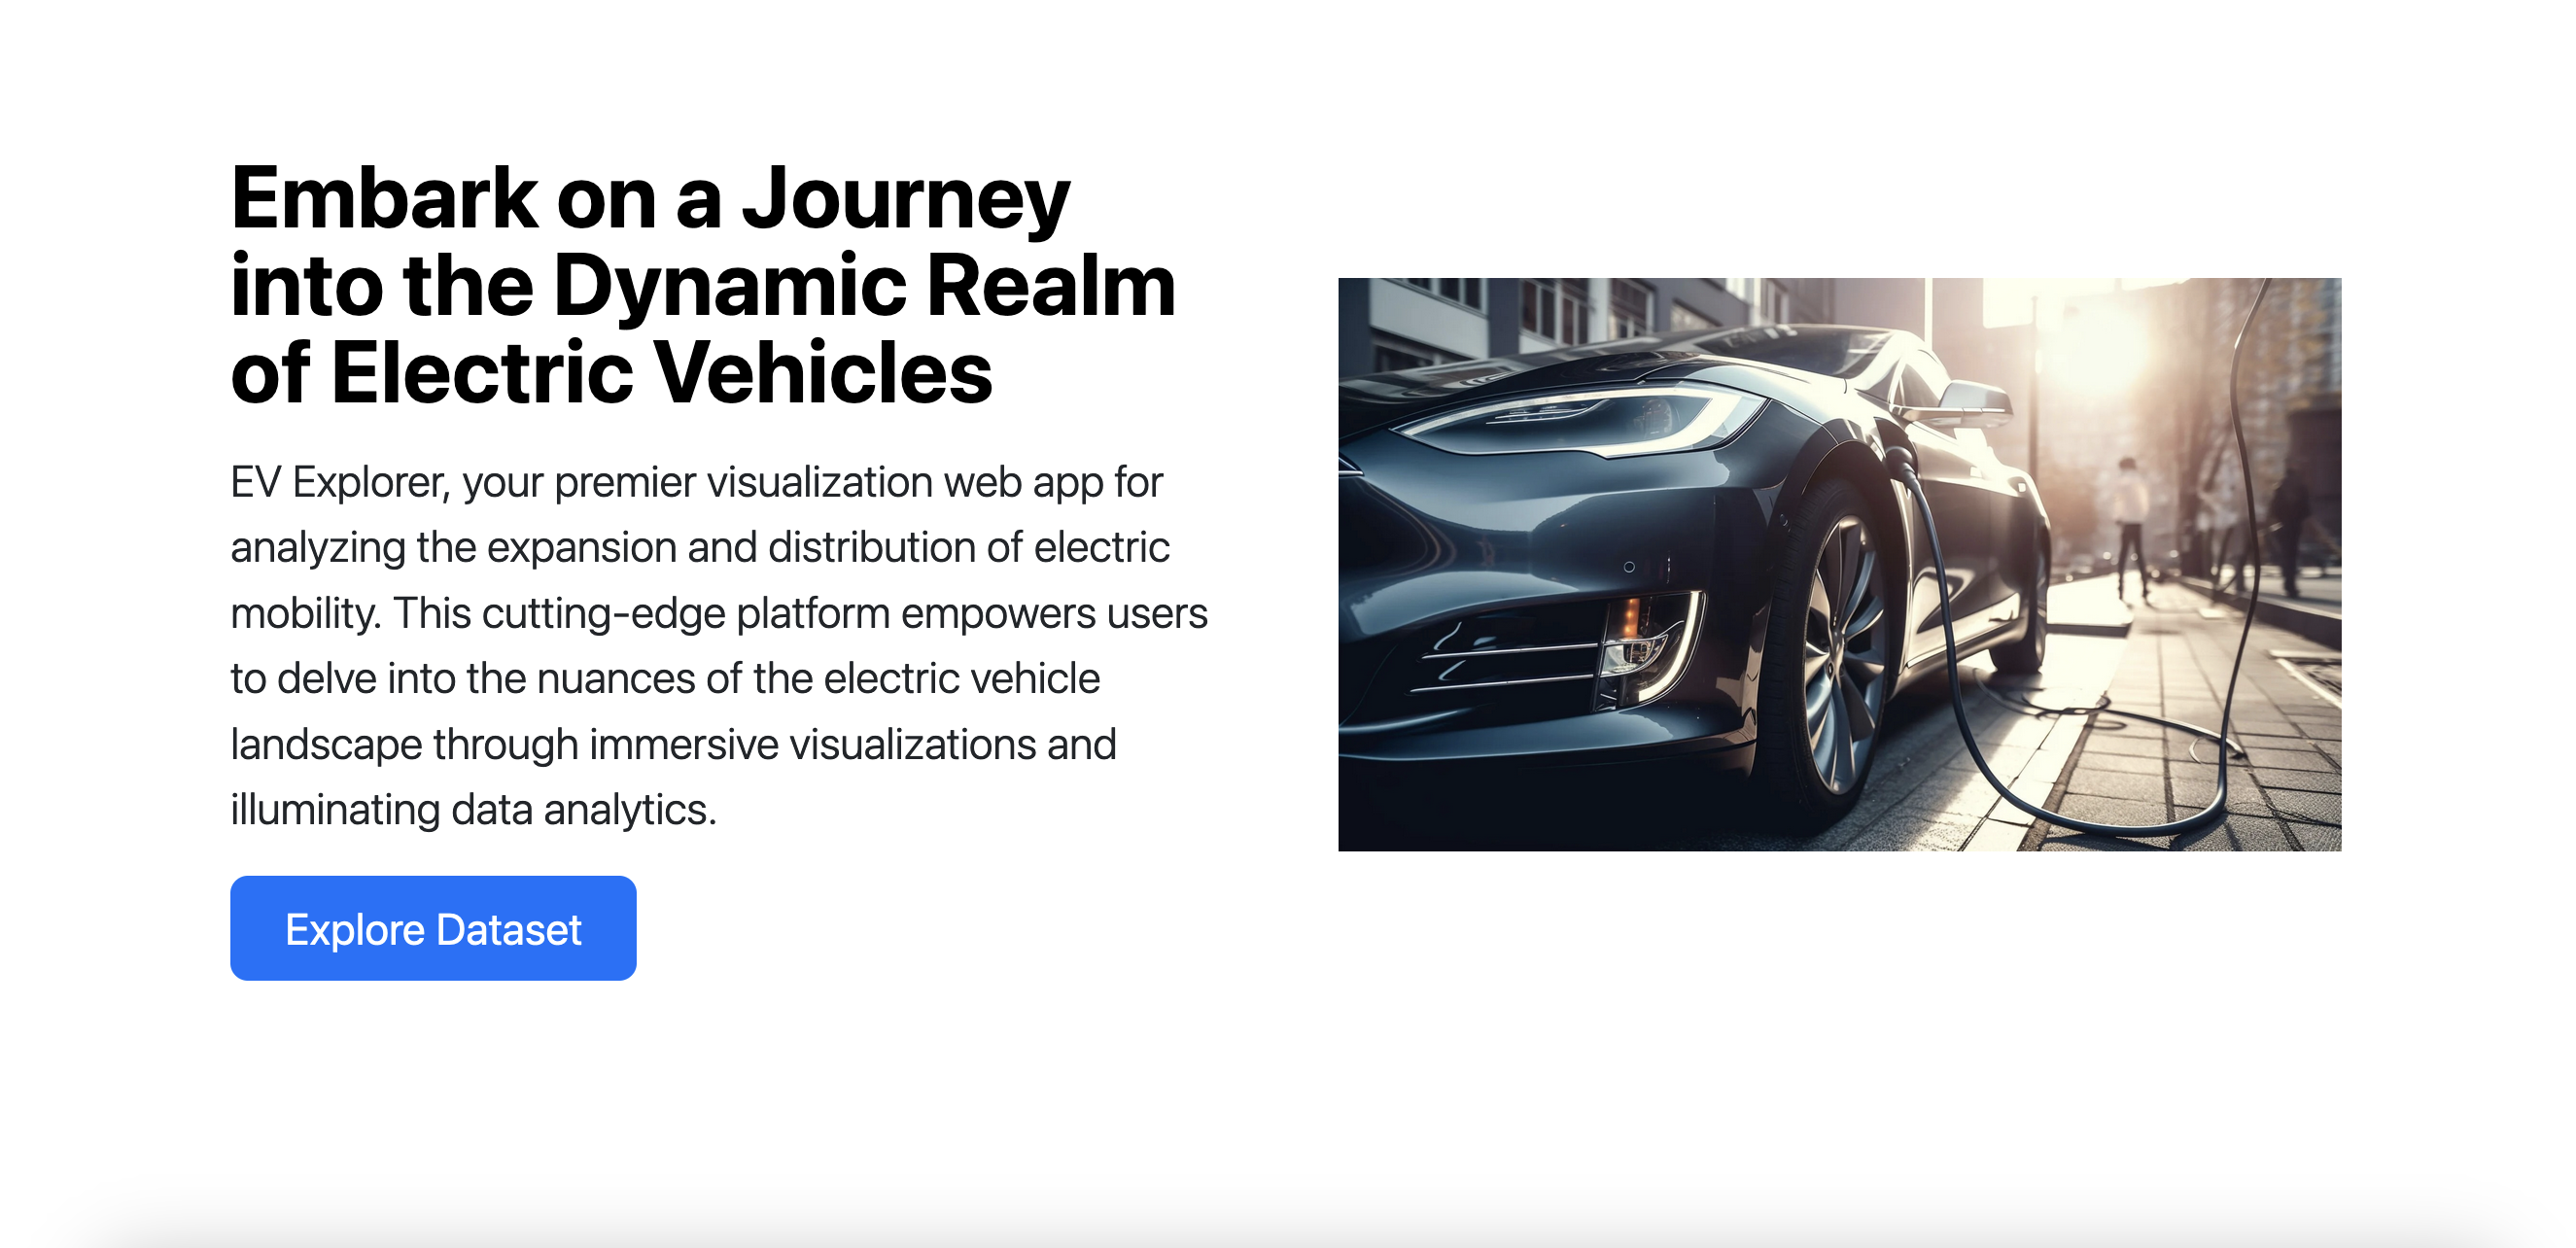 Embark on a Journey
into the Dynamic Realm
of Electric Vehicles
EV Explorer, your premier visualization web app for
analyzing the expansion and distribution of electric
mobility. This cutting-edge platform empowers users
to delve into the nuances of the electric vehicle
landscape through immersive visualizations and
illuminating data analytics.
Explore Dataset